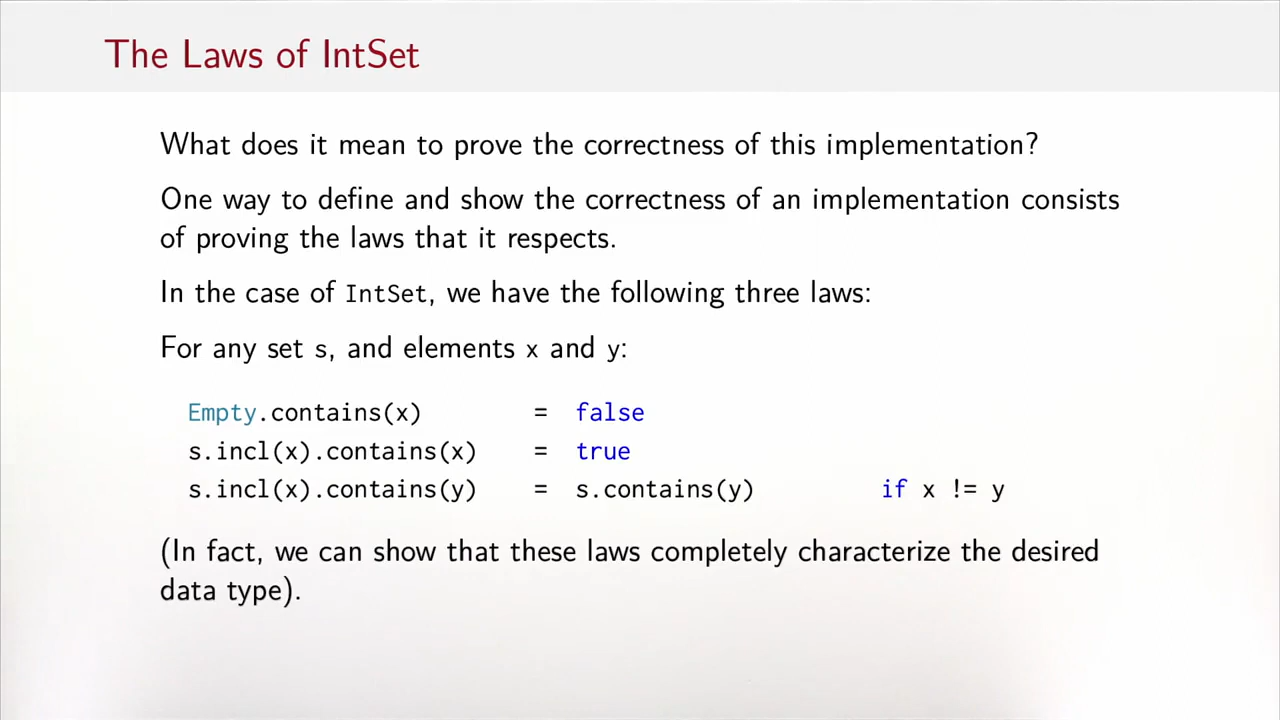 The Laws of IntSet
What does it mean to prove the correctness of this implementation?
One way to define and show the correctness of an implementation consists
of proving the laws that it respects.
In the case of IntSet, we have the following three laws:
For any set s, and elements x and y:
Empty.contains(x) = false
s.incl(x).contains(x) = true
s.incl(x).contains(y) = s.contains(y) if x != y
(In fact, we can show that these laws completely characterize the desired
data type).